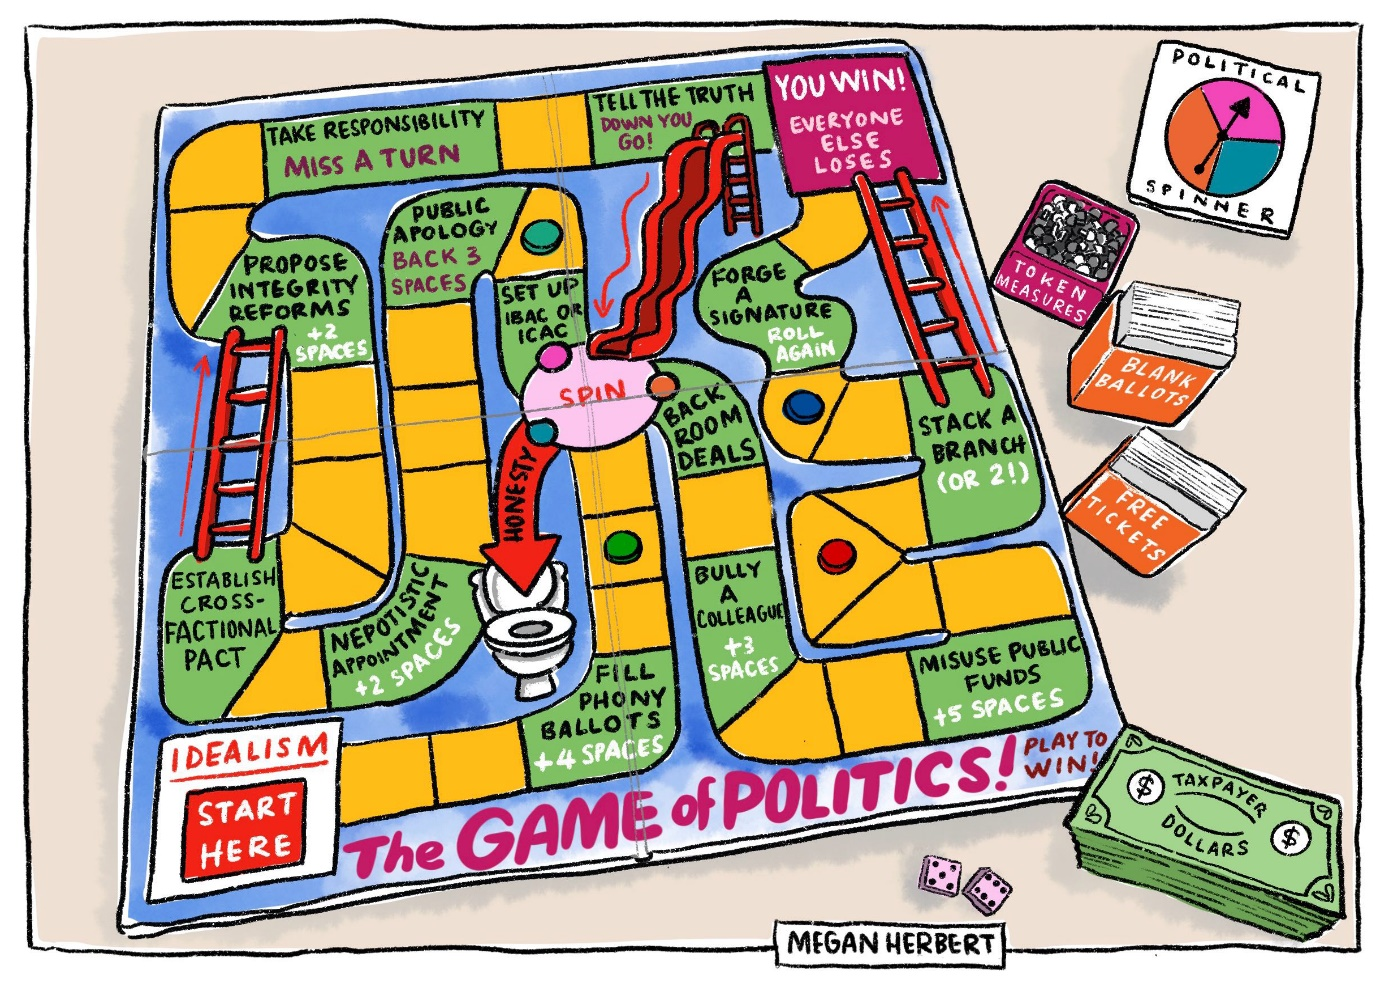 POLITICAL
SPINNER
TAKE RESPONSIBILITY
MISS A TURN
TELL THE TRUTH
DOWN YOU
GO!
YOU WIN!
EVERYONE
ELSE
LOSES
TOKEN
MEASURES
BLANK
BALLOTS
FREE
TICKETS
PROPOSE
INTEGRITY
REFORMS
+2
SPACES
PUBLIC
APOLOGY
BACK 3
SPACES
SET UP
IBAC OR
ICAC
FORGE
A
SIGNATURE
ROLL
AGAIN
SPIN
BACK
ROOM
DEALS
STACK A
BRANCH
(OR 2!)
HONESTY
ESTABLISH
CROSS-
FACTIONAL
PACT
NEPOTISTIC
APPOINTMENT
+2 SPACES
BULLY
A
COLLEAGUE
+3
SPACES
FILL
PHONY
BALLOTS
+4 SPACES
MISUSE PUBLIC
FUNDS
+5 SPACES
IDEALISM
START
HERE
The GAME of POLITICS!
PLAY TO
WIN!
TAXPAYER
$ $
DOLLARS
MEGAN HERBERT